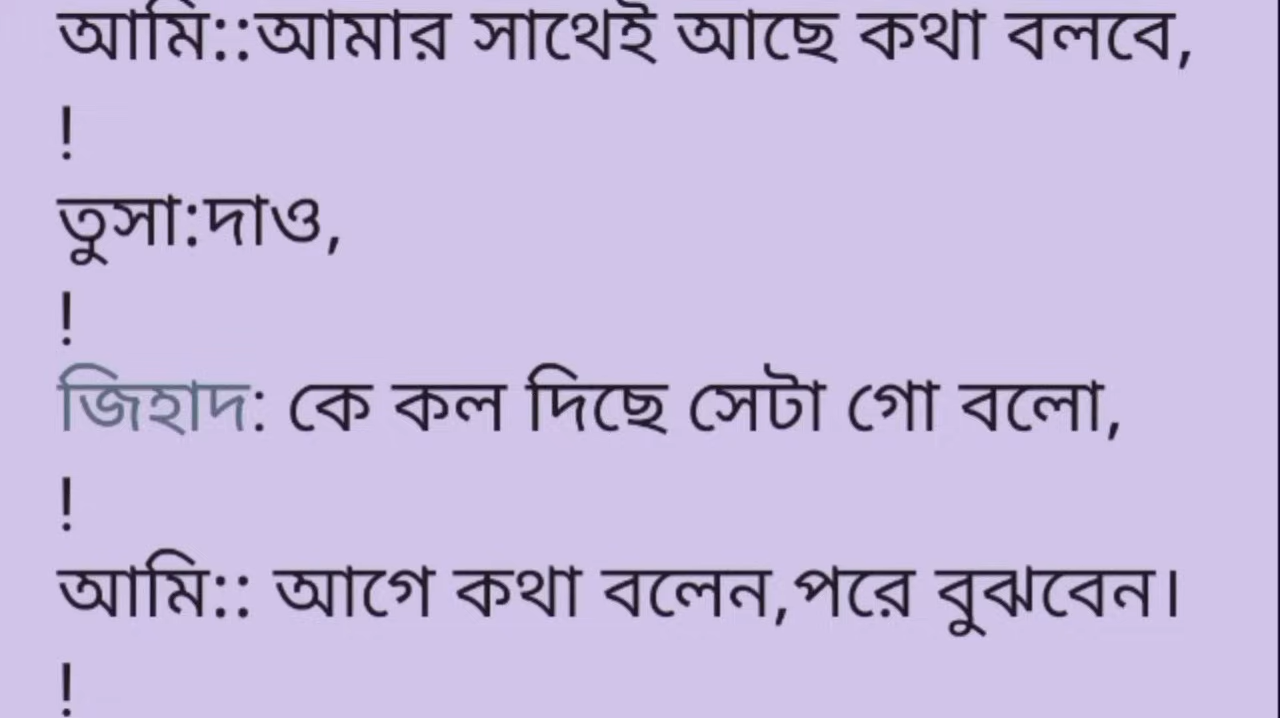 আমি::আমার সাথেই আছে কথা বলবে,
!
তুসা:দাও,
!
জিহাদ: কে কল দিছে সেটা গো বলো,
!
আমি:: আগে কথা বলেন,পরে বুঝবেন।
!